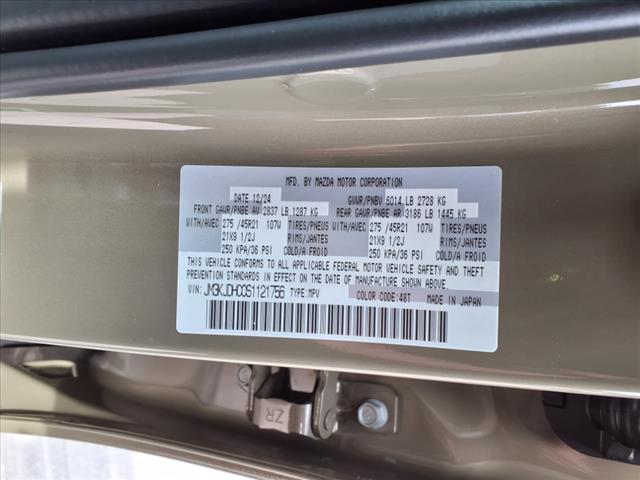 MFD. BY MAZDA MOTOR CORPORATION
DATE 12/24 GVWR/PNBV 6014 LB 2728 KG
FRONT GAWR/PNBE AV 2837 LB 1287 KG REAR GAWR/PNBE AR 3186 LB 1445 KG
WITH/AVEC 275 /45R21 107W TIRES/PNEUS WITH/AVEC 275 /45R21 107W TIRES/PNEUS
21X9 1/2J RIMS/JANTES 21X9 1/2J RIMS/JANTES
250 KPA/36 PSI COLD/A FROID 250 KPA/36 PSI COLD/A FROID
THIS VEHICLE CONFORMS TO ALL APPLICABLE FEDERAL MOTOR VEHICLE SAFETY AND THEFT
PREVENTION STANDARDS IN EFFECT ON THE DATE OF MANUFACTURE SHOWN ABOVE.
VIN: JM3KJDHC0S1121756 TYPE:MPV COLOR CODE:48T MADE IN JAPAN
ZR